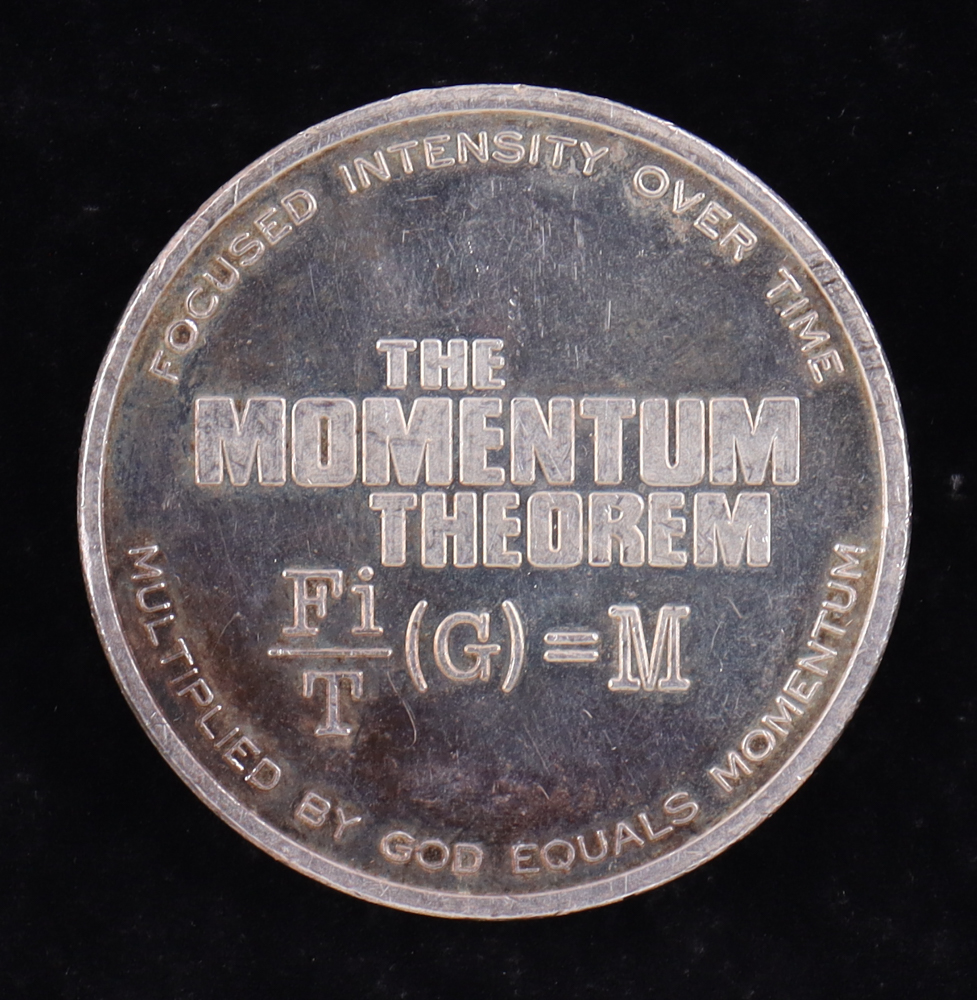 FOCUSED INTENSITY OVER TIME
THE
MOMENTUM
THEOREM
Fi
T
(G) = M
MULTIPLIED BY GOD EQUALS MOMENTUM